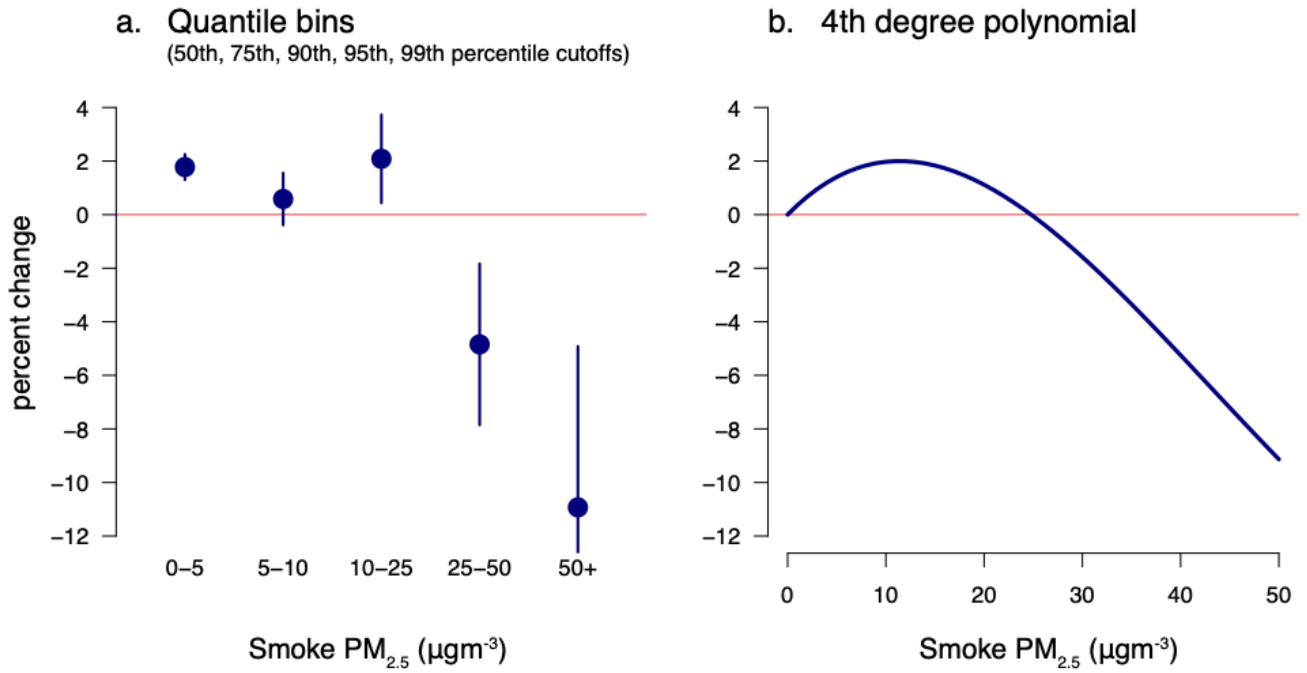 a. Quantile bins
(50th, 75th, 90th, 95th, 99th percentile cutoffs)
percent change
4
2
0
−2
−4
−6
−8
−10
−12
0−5 5−10 10−25 25−50 50+
Smoke PM2.5 (µgm-3)
b. 4th degree polynomial
4
2
0
−2
−4
−6
−8
−10
−12
0 10 20 30 40 50
Smoke PM2.5 (µgm-3)